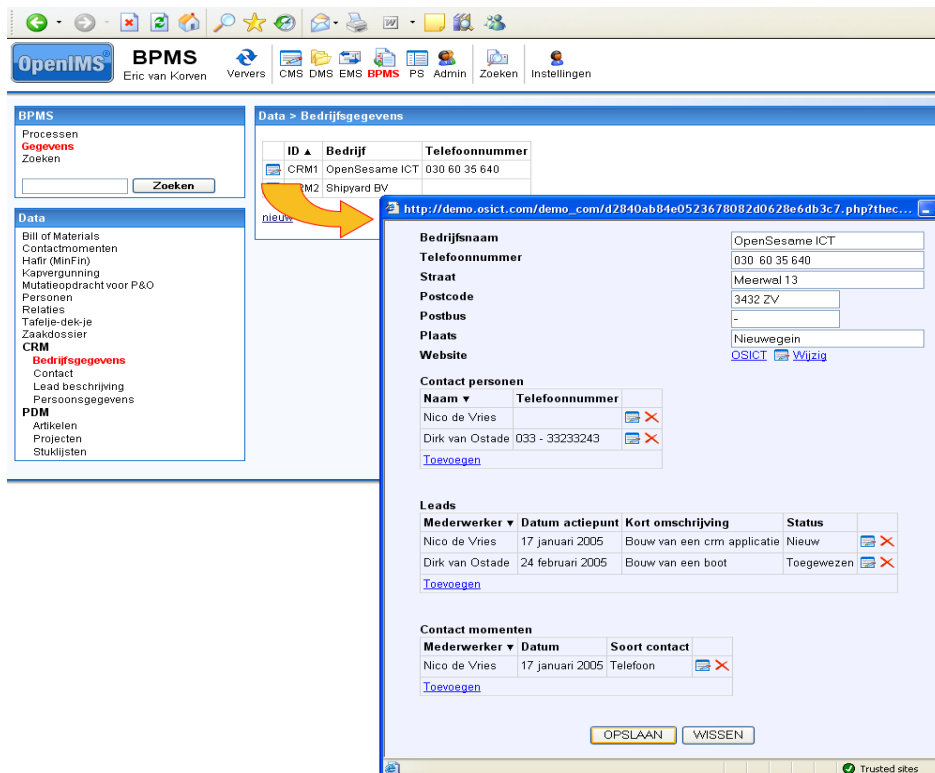 OpenIMS®
BPMS
Eric van Korven
Ververs
CMS DMS EMS BPMS PS Admin
Zoeken
Instellingen
BPMS
Processen
Gegevens
Zoeken
Zoeken
Data
Bill of Materials
Contactmomenten
Hafir (MinFin)
Kapvergunning
Mutatieopdracht voor P&O
Personen
Relaties
Tafelje-dek-je
Zaakdossier
CRM
Bedrijfsgegevens
Contact
Lead beschrijving
Persoonsgegevens
PDM
Artikelen
Projecten
Stuklijsten
Data > Bedrijfsgegevens
ID ▲ Bedrijf Telefoonnummer
CRM1 OpenSesame ICT 030 60 35 640
CRM2 Shipyard BV
nieuw
http://demo.osict.com/demo_com/d2840ab84e0523678082d0628e6db3c7.php?thec...
Bedrijfsnaam OpenSesame ICT
Telefoonnummer 030 60 35 640
Straat Meerwal 13
Postcode 3432 ZV
Postbus -
Plaats Nieuwegein
Website OSICT Wijzig
Contact personen
Naam ▼ Telefoonnummer
Nico de Vries
Dirk van Ostade 033 - 33233243
Toevoegen
Leads
Mederwerker ▼ Datum actiepunt Kort omschrijving Status
Nico de Vries 17 januari 2005 Bouw van een crm applicatie Nieuw
Dirk van Ostade 24 februari 2005 Bouw van een boot Toegewezen
Toevoegen
Contact momenten
Mederwerker ▼ Datum Soort contact
Nico de Vries 17 januari 2005 Telefoon
Toevoegen
OPSLAAN WISSEN
Trusted sites